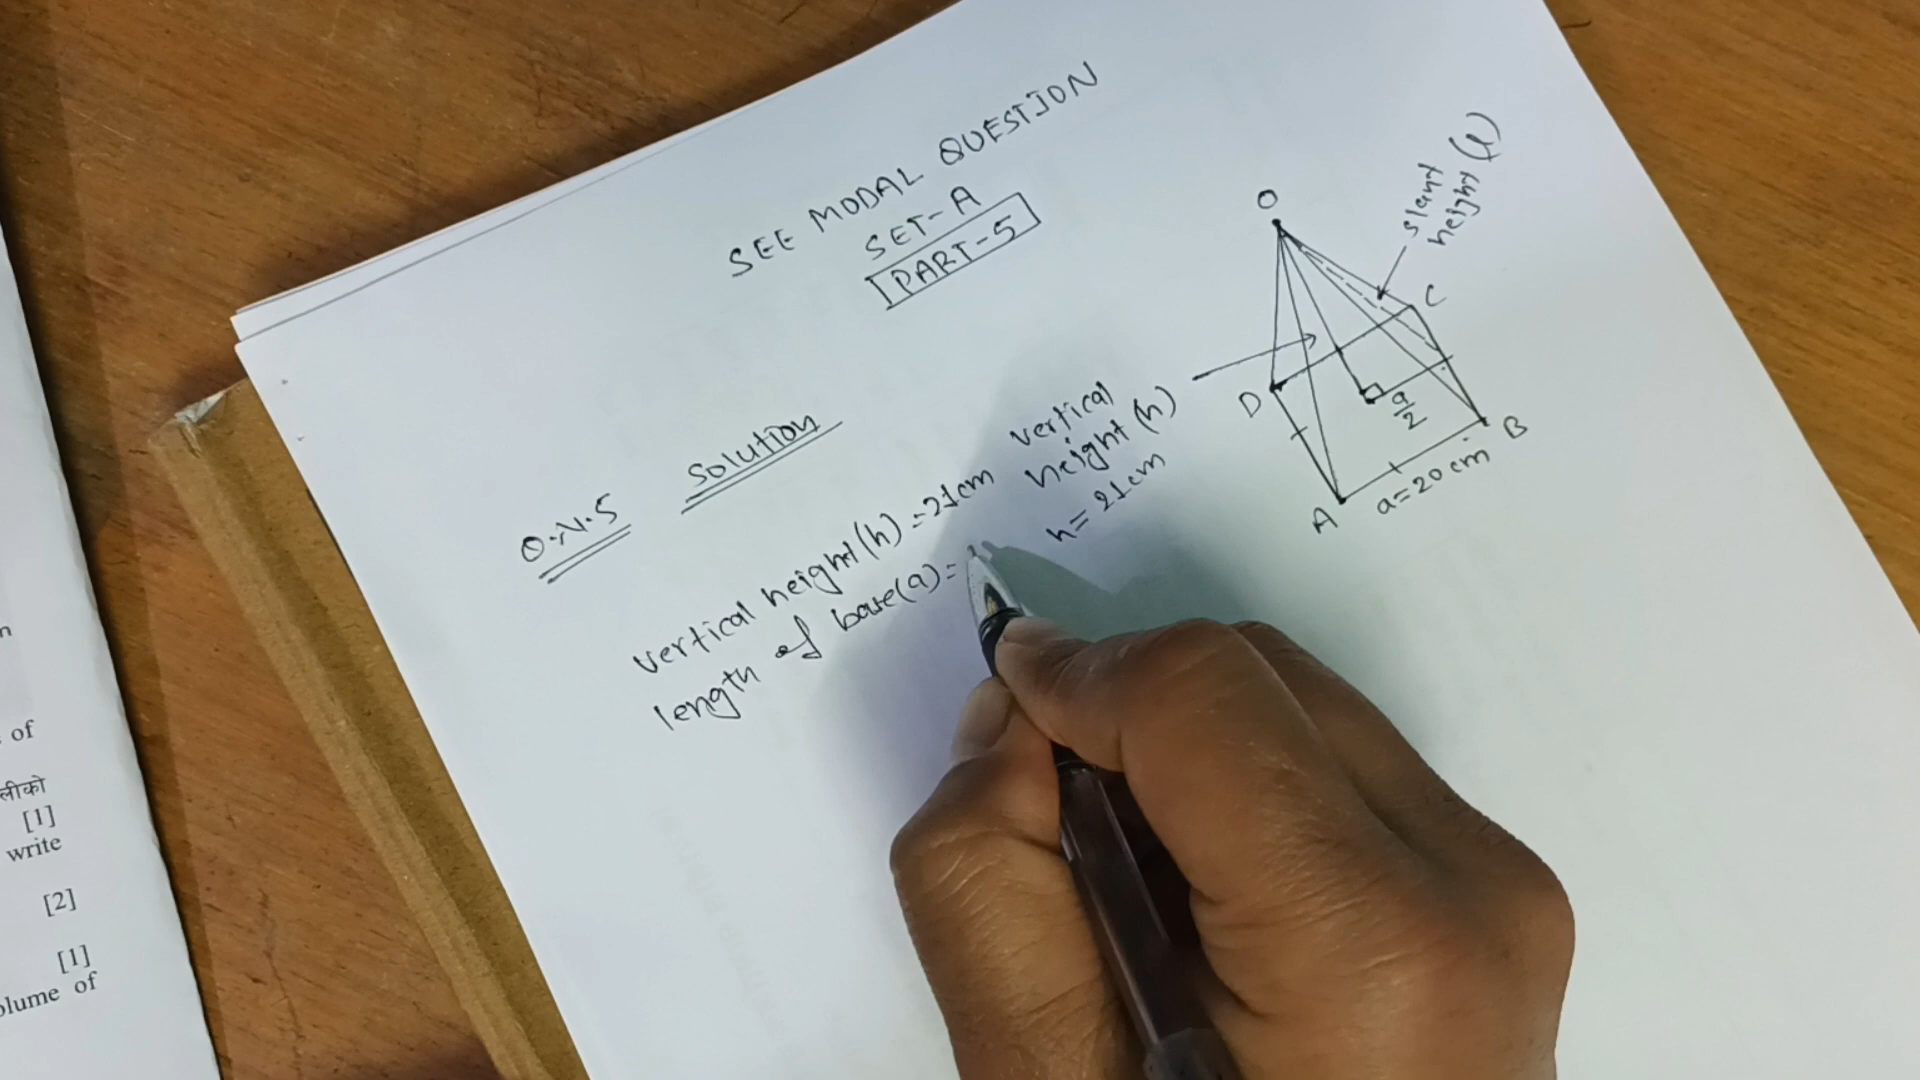 SEE MODAL QUESTION
SET-A
PART-5
Q.N.5 Solution
vertical height(h) = 21cm
length of base(a) =
vertical
height (h)
h = 21cm
O
slant
height (l)
C
D
a/2
B
A
a = 20 cm
of
[1]
write
[2]
[1]
of